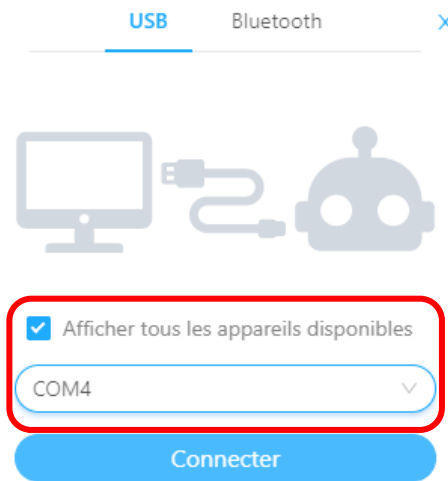 USB Bluetooth X
Afficher tous les appareils disponibles
COM4
Connecter